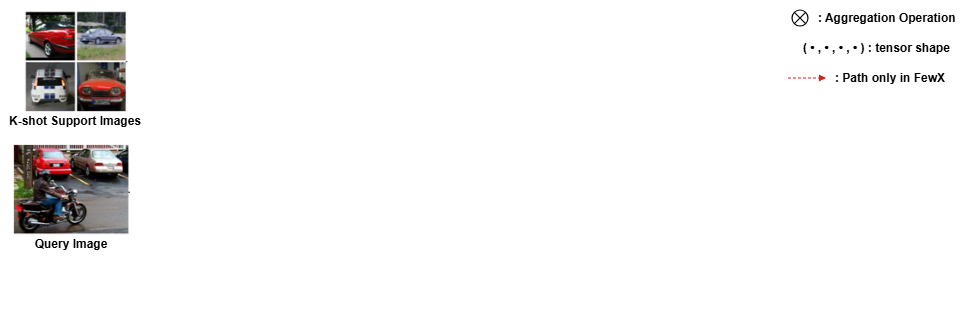 : Aggregation Operation
( • , • , • , • ) : tensor shape
: Path only in FewX
K-shot Support Images
Query Image